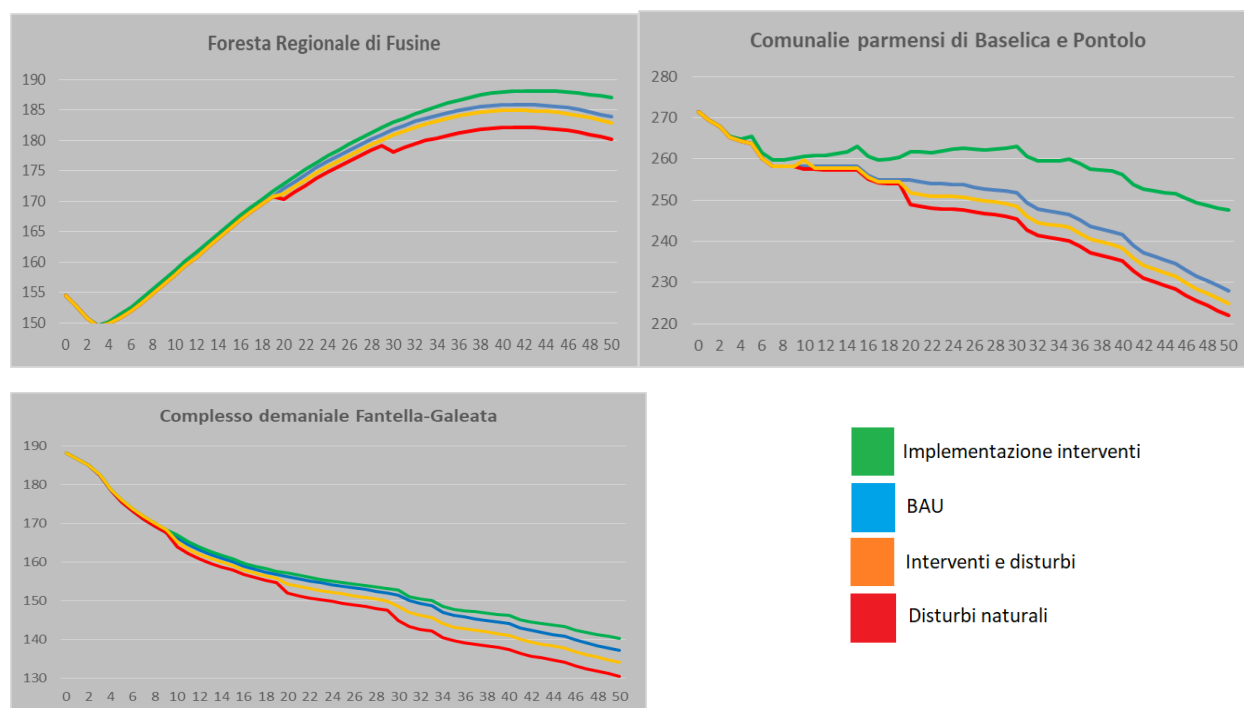 Foresta Regionale di Fusine
190
185
180
175
170
165
160
155
150
0 2 4 6 8 10 12 14 16 18 20 22 24 26 28 30 32 34 36 38 40 42 44 46 48 50
Comunalie parmensi di Baselica e Pontolo
280
270
260
250
240
230
220
0 2 4 6 8 10 12 14 16 18 20 22 24 26 28 30 32 34 36 38 40 42 44 46 48 50
Complesso demaniale Fantella-Galeata
190
180
170
160
150
140
130
0 2 4 6 8 10 12 14 16 18 20 22 24 26 28 30 32 34 36 38 40 42 44 46 48 50
Implementazione interventi
BAU
Interventi e disturbi
Disturbi naturali